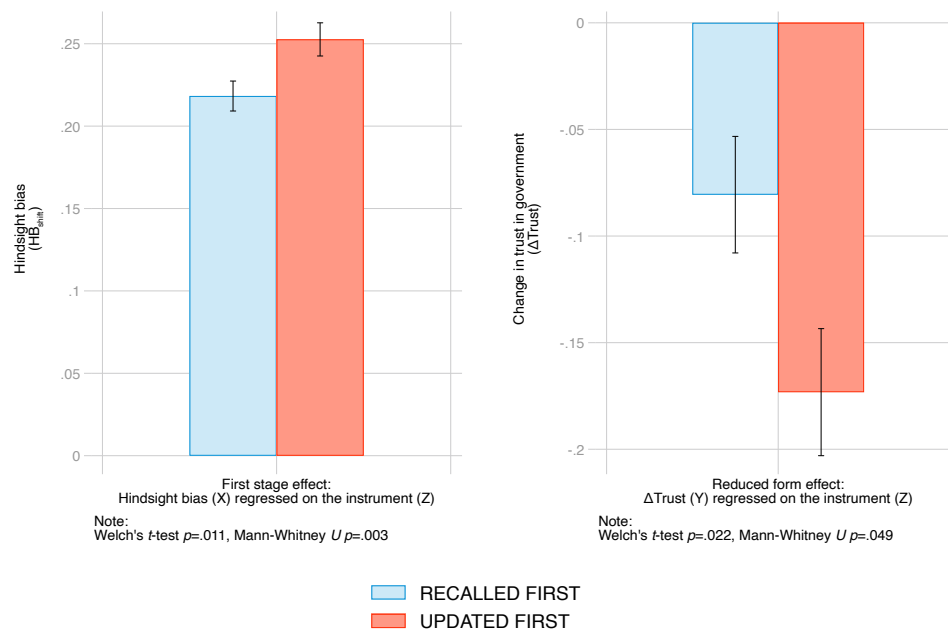 Hindsight bias
(HBshift)
.25
.20
.15
.1
.05
0
First stage effect:
Hindsight bias (X) regressed on the instrument (Z)
Note:
Welch's t-test p=.011, Mann-Whitney U p=.003
Change in trust in government
(ΔTrust)
0
-.05
-.1
-.15
-.2
Reduced form effect:
ΔTrust (Y) regressed on the instrument (Z)
Note:
Welch's t-test p=.022, Mann-Whitney U p=.049
RECALLED FIRST
UPDATED FIRST